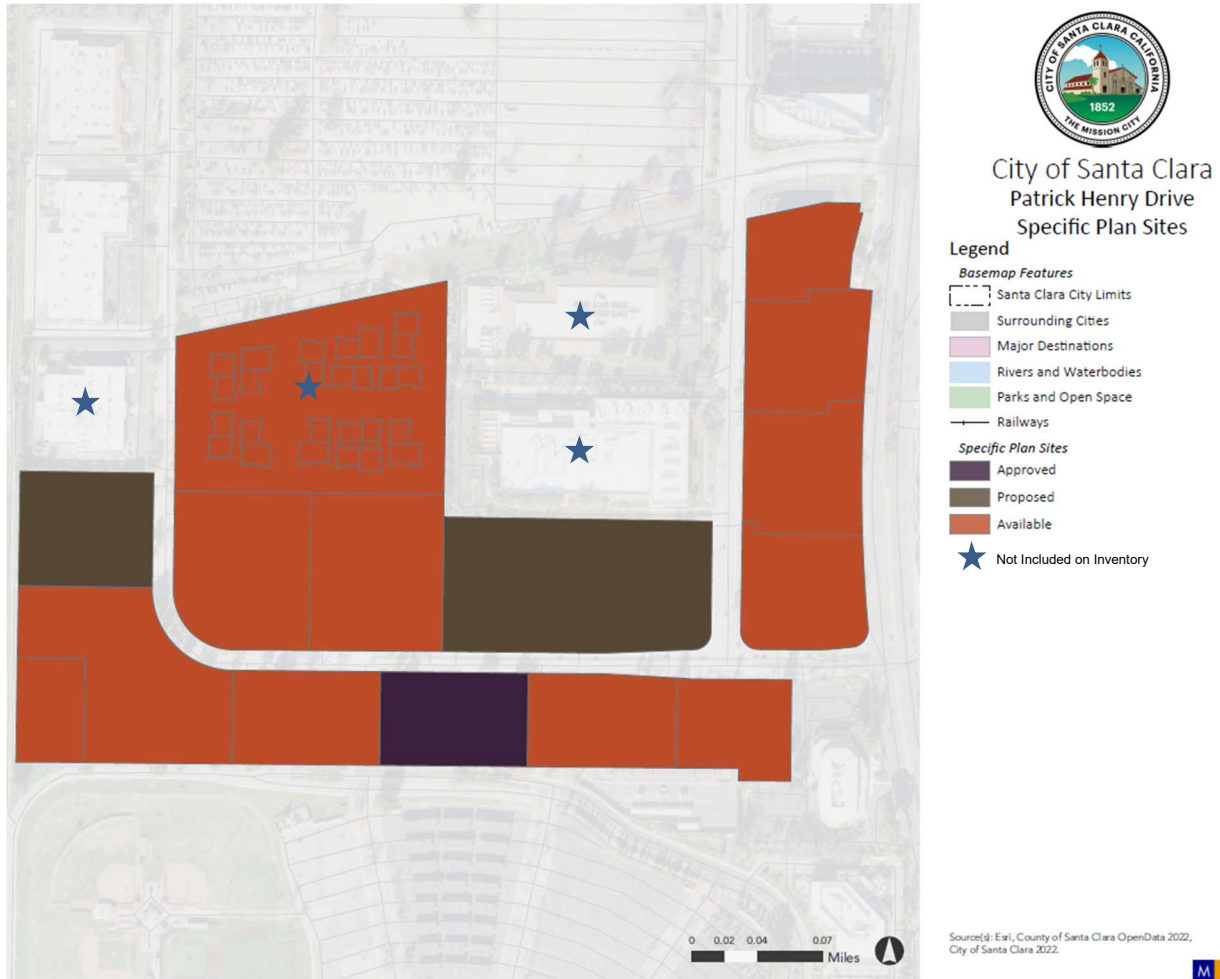 CITY OF SANTA CLARA CALIFORNIA
1852
THE MISSION CITY
City of Santa Clara
Patrick Henry Drive
Specific Plan Sites
Legend
Basemap Features
Santa Clara City Limits
Surrounding Cities
Major Destinations
Rivers and Waterbodies
Parks and Open Space
Railways
Specific Plan Sites
Approved
Proposed
Available
Not Included on Inventory
0 0.02 0.04 0.07
Miles
Source(s): Esri, County of Santa Clara OpenData 2022,
City of Santa Clara 2022.
M